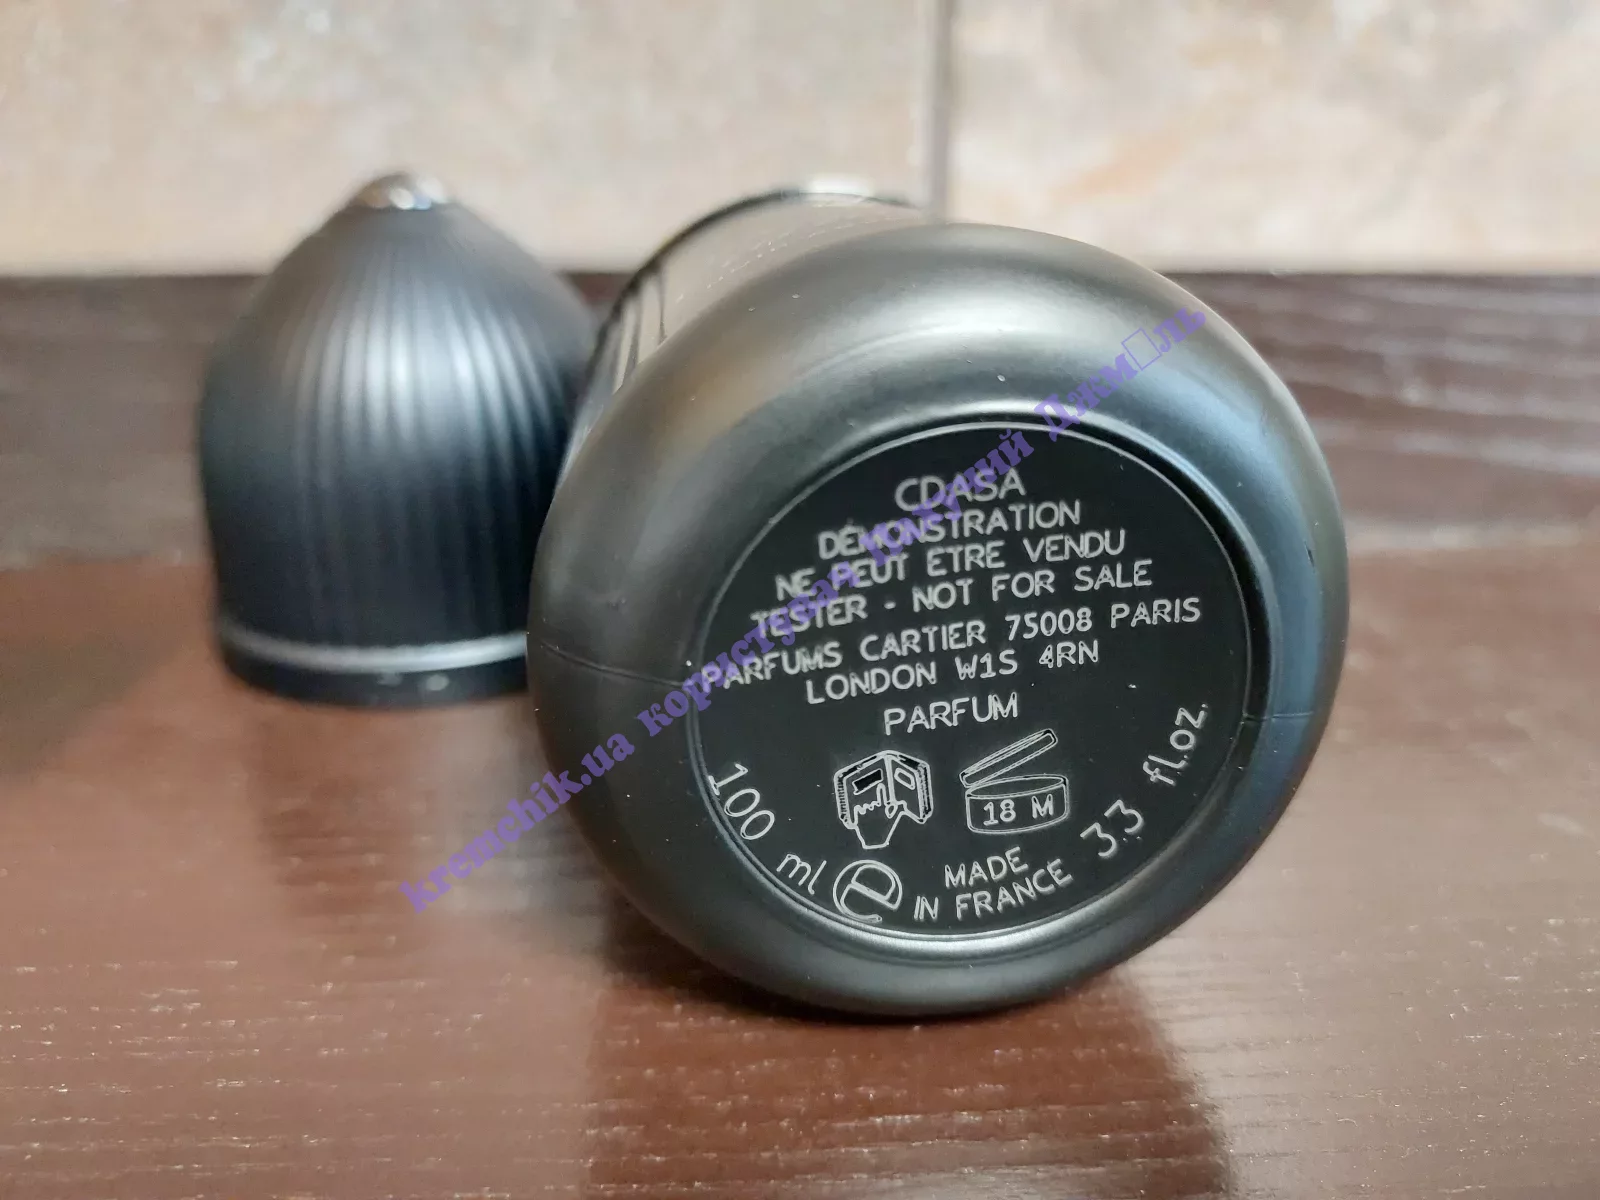 CDASA
DÉMONSTRATION
NE PEUT ETRE VENDU
TESTER - NOT FOR SALE
PARFUMS CARTIER 75008 PARIS
LONDON W1S 4RN
PARFUM
18 M
100 ml e
MADE
IN FRANCE
3.3 fl.oz.
kremchik.ua користувач